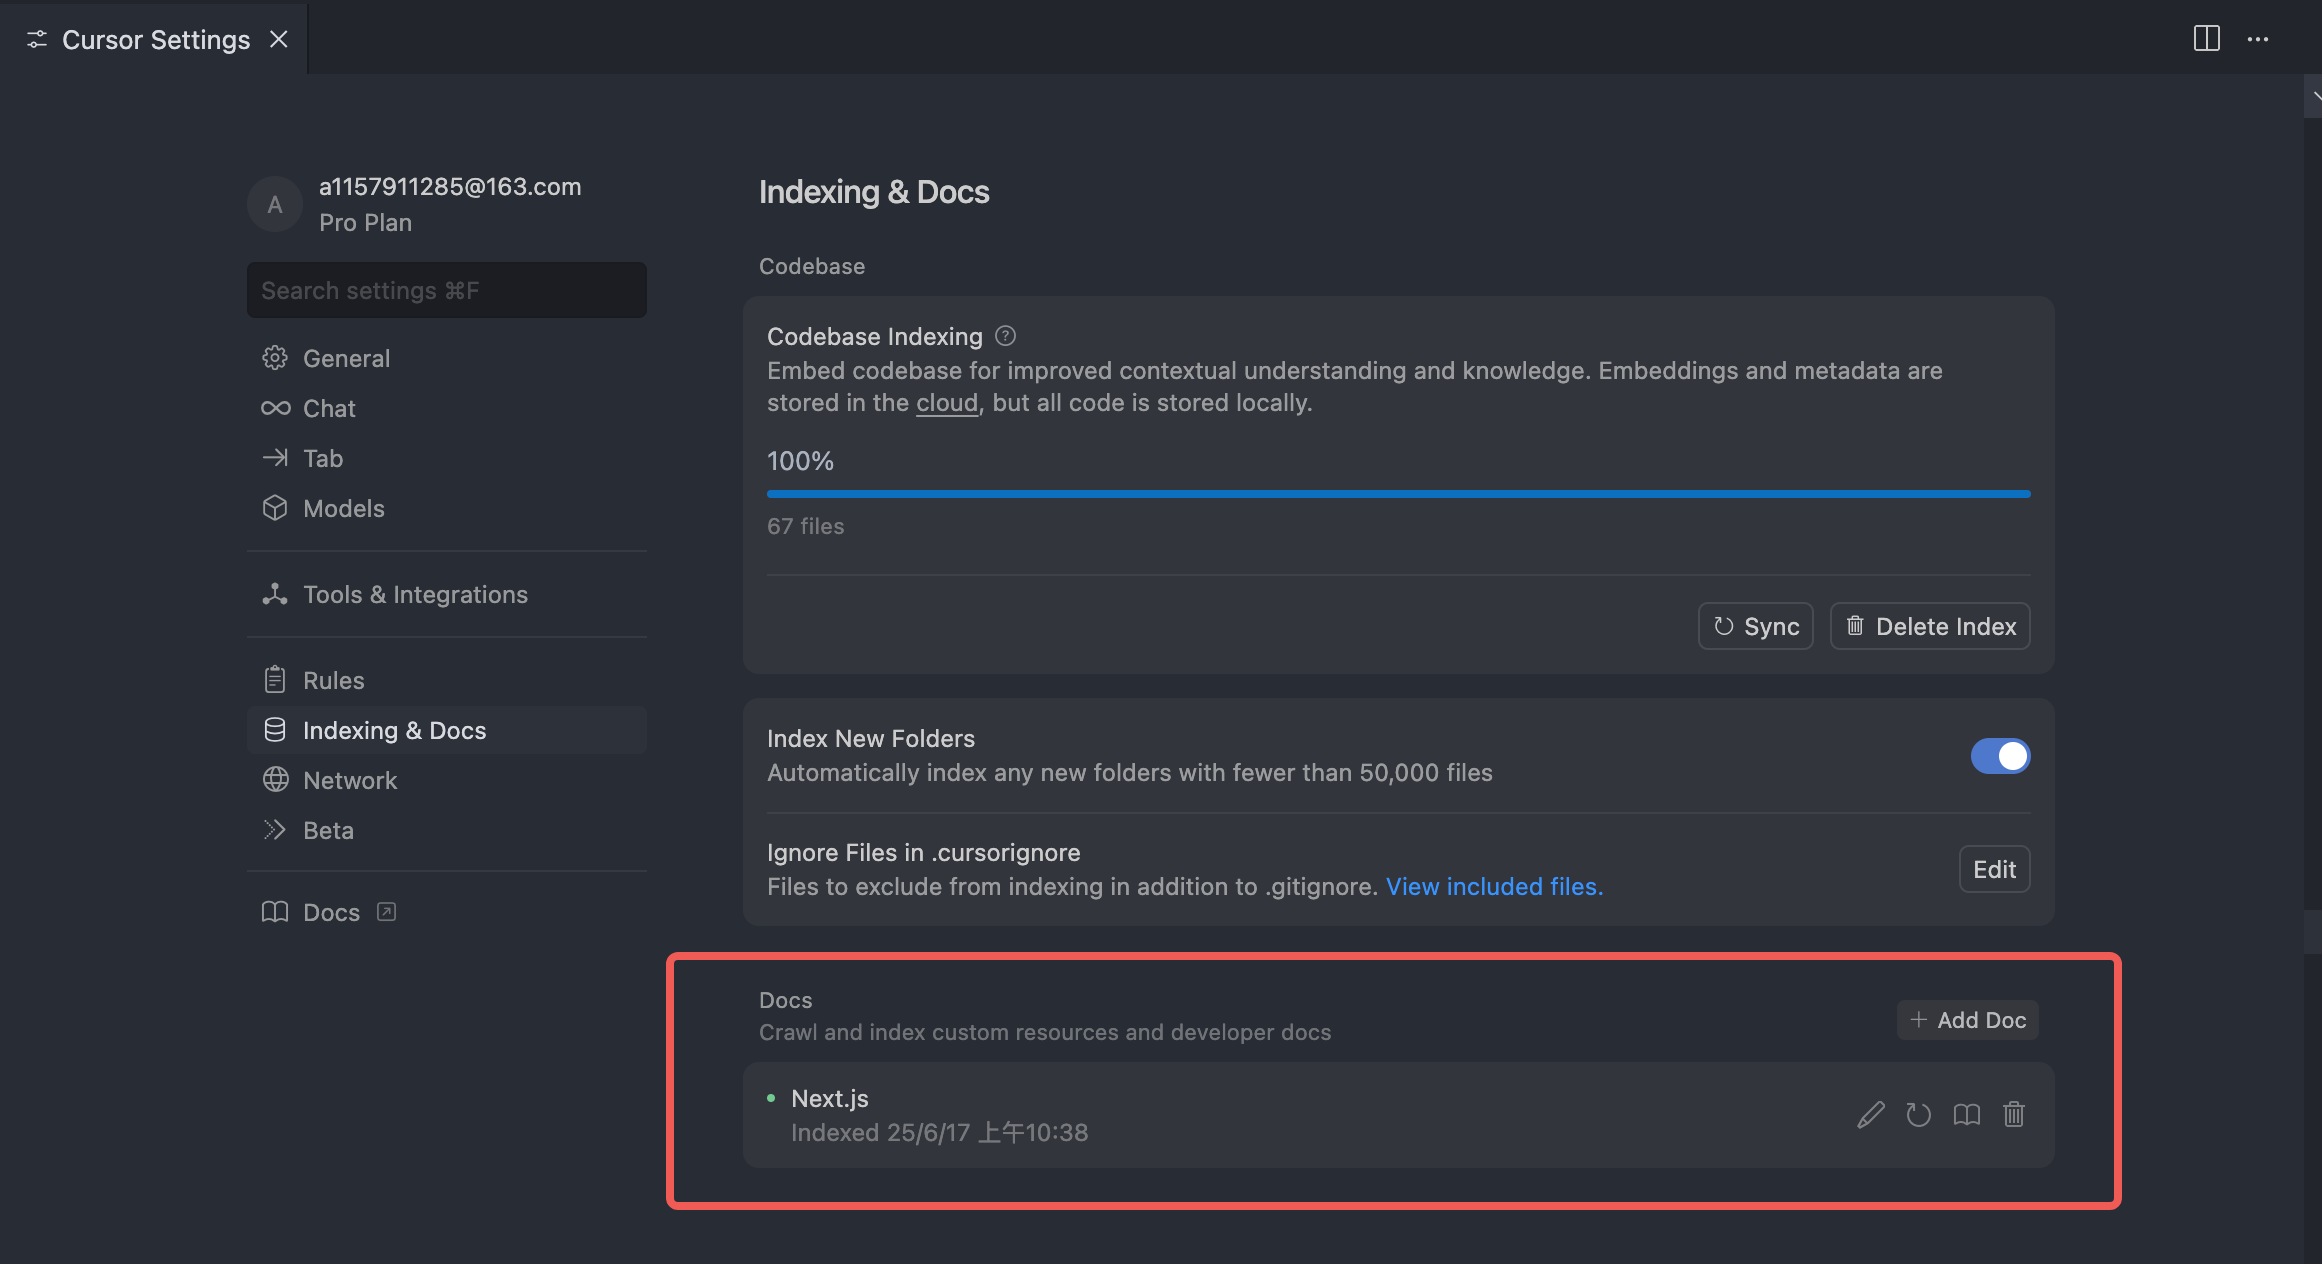 Cursor Settings
a1157911285@163.com
Pro Plan
Search settings ⌘F
General
Chat
Tab
Models
Tools & Integrations
Rules
Indexing & Docs
Network
Beta
Docs
Indexing & Docs
Codebase
Codebase Indexing
Embed codebase for improved contextual understanding and knowledge. Embeddings and metadata are
stored in the cloud, but all code is stored locally.
100%
67 files
Sync
Delete Index
Index New Folders
Automatically index any new folders with fewer than 50,000 files
Ignore Files in .cursorignore
Files to exclude from indexing in addition to .gitignore. View included files.
Edit
Docs
Crawl and index custom resources and developer docs
Add Doc
Next.js
Indexed 25/6/17 上午10:38